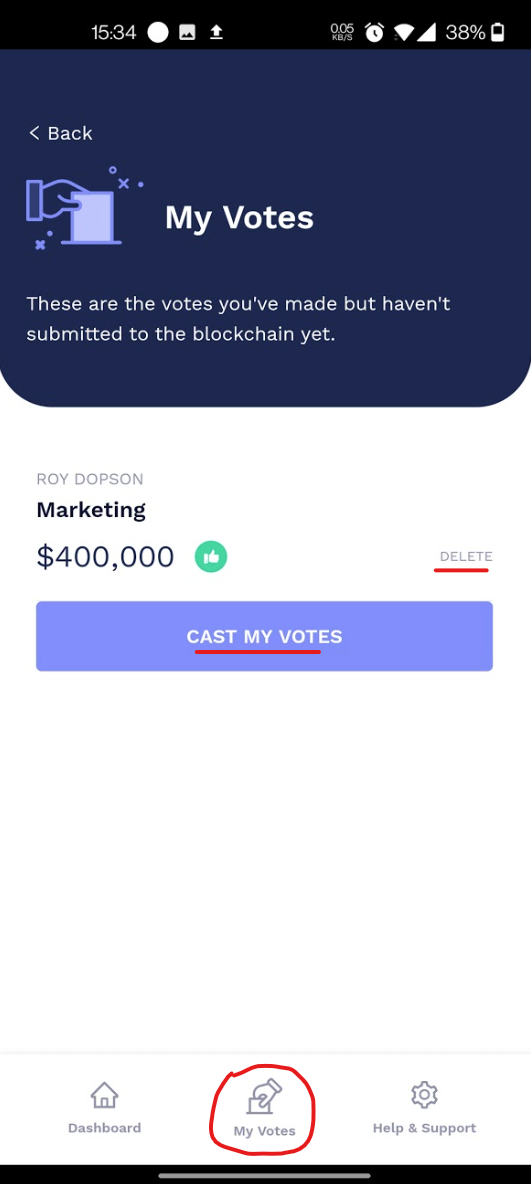 15:34
0.05
KB/S
38%
< Back
My Votes
These are the votes you've made but haven't
submitted to the blockchain yet.
ROY DOPSON
Marketing
$400,000
DELETE
CAST MY VOTES
Dashboard
My Votes
Help & Support